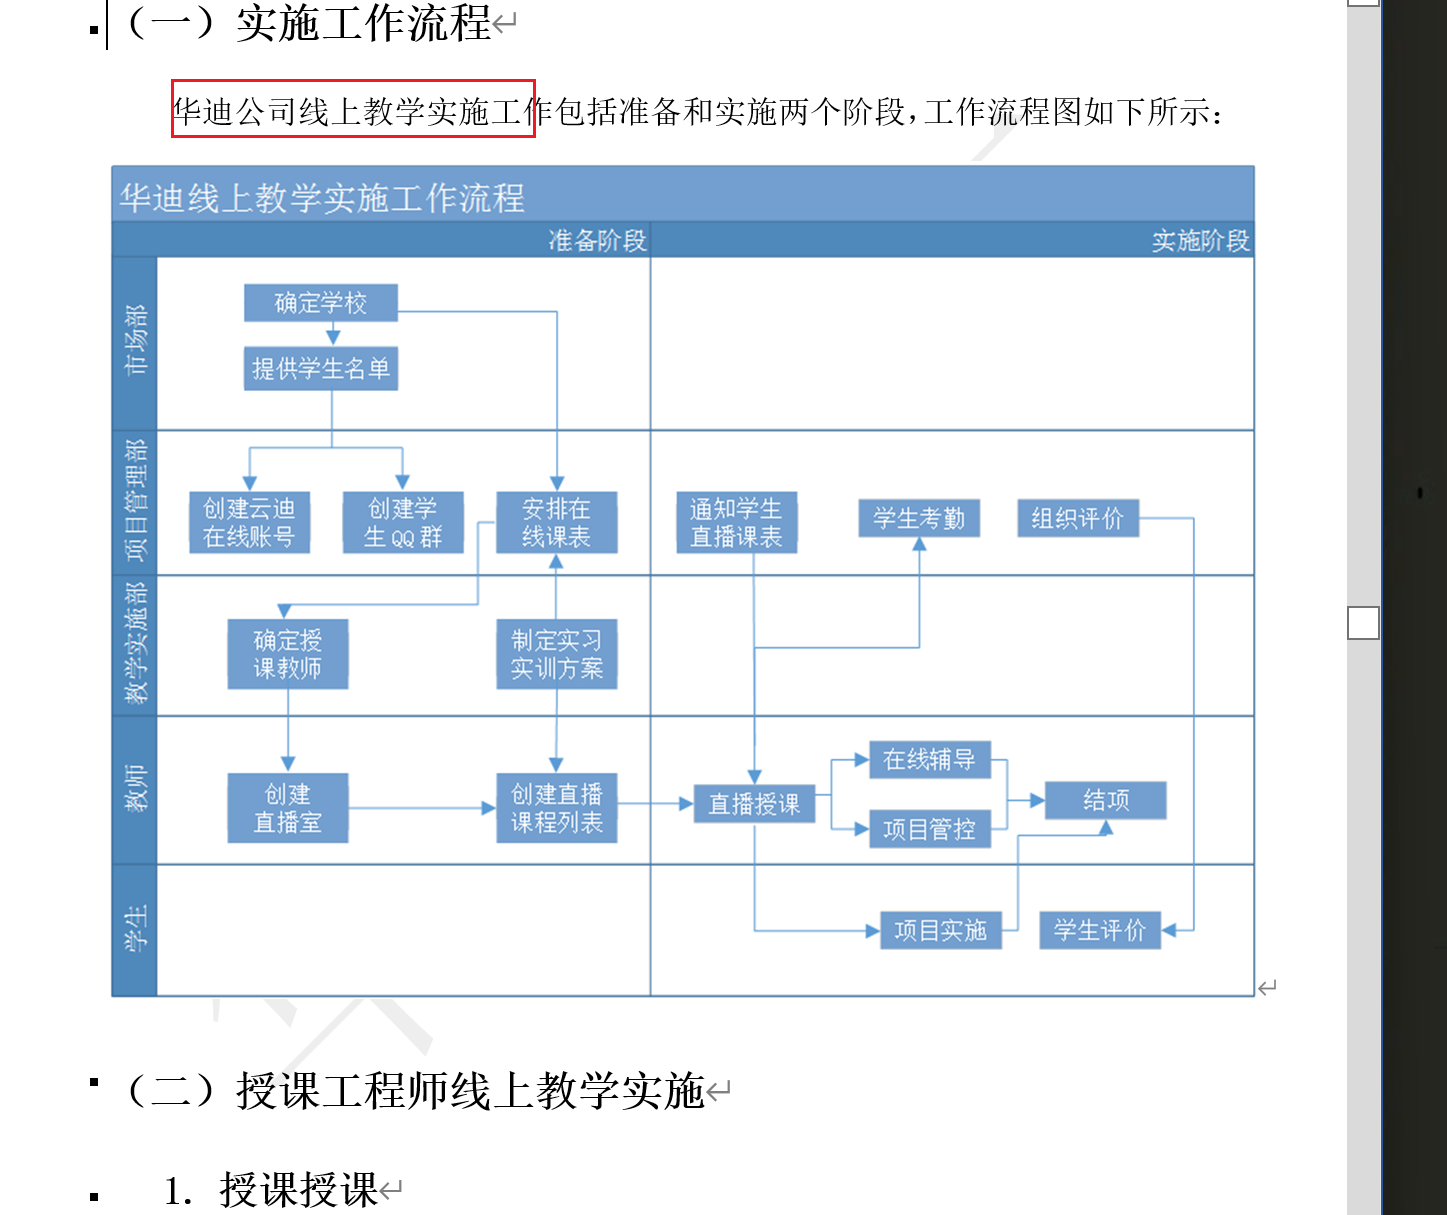 （一）实施工作流程
华迪公司线上教学实施工作包括准备和实施两个阶段，工作流程图如下所示：
华迪线上教学实施工作流程
准备阶段
实施阶段
市场部
确定学校
提供学生名单
项目管理部
创建云迪
在线账号
创建学
生QQ群
安排在
线课表
通知学生
直播课表
学生考勤
组织评价
教学实施部
确定授
课教师
制定实习
实训方案
教师
创建
直播室
创建直播
课程列表
直播授课
在线辅导
项目管控
结项
学生
项目实施
学生评价
（二）授课工程师线上教学实施
1. 授课授课